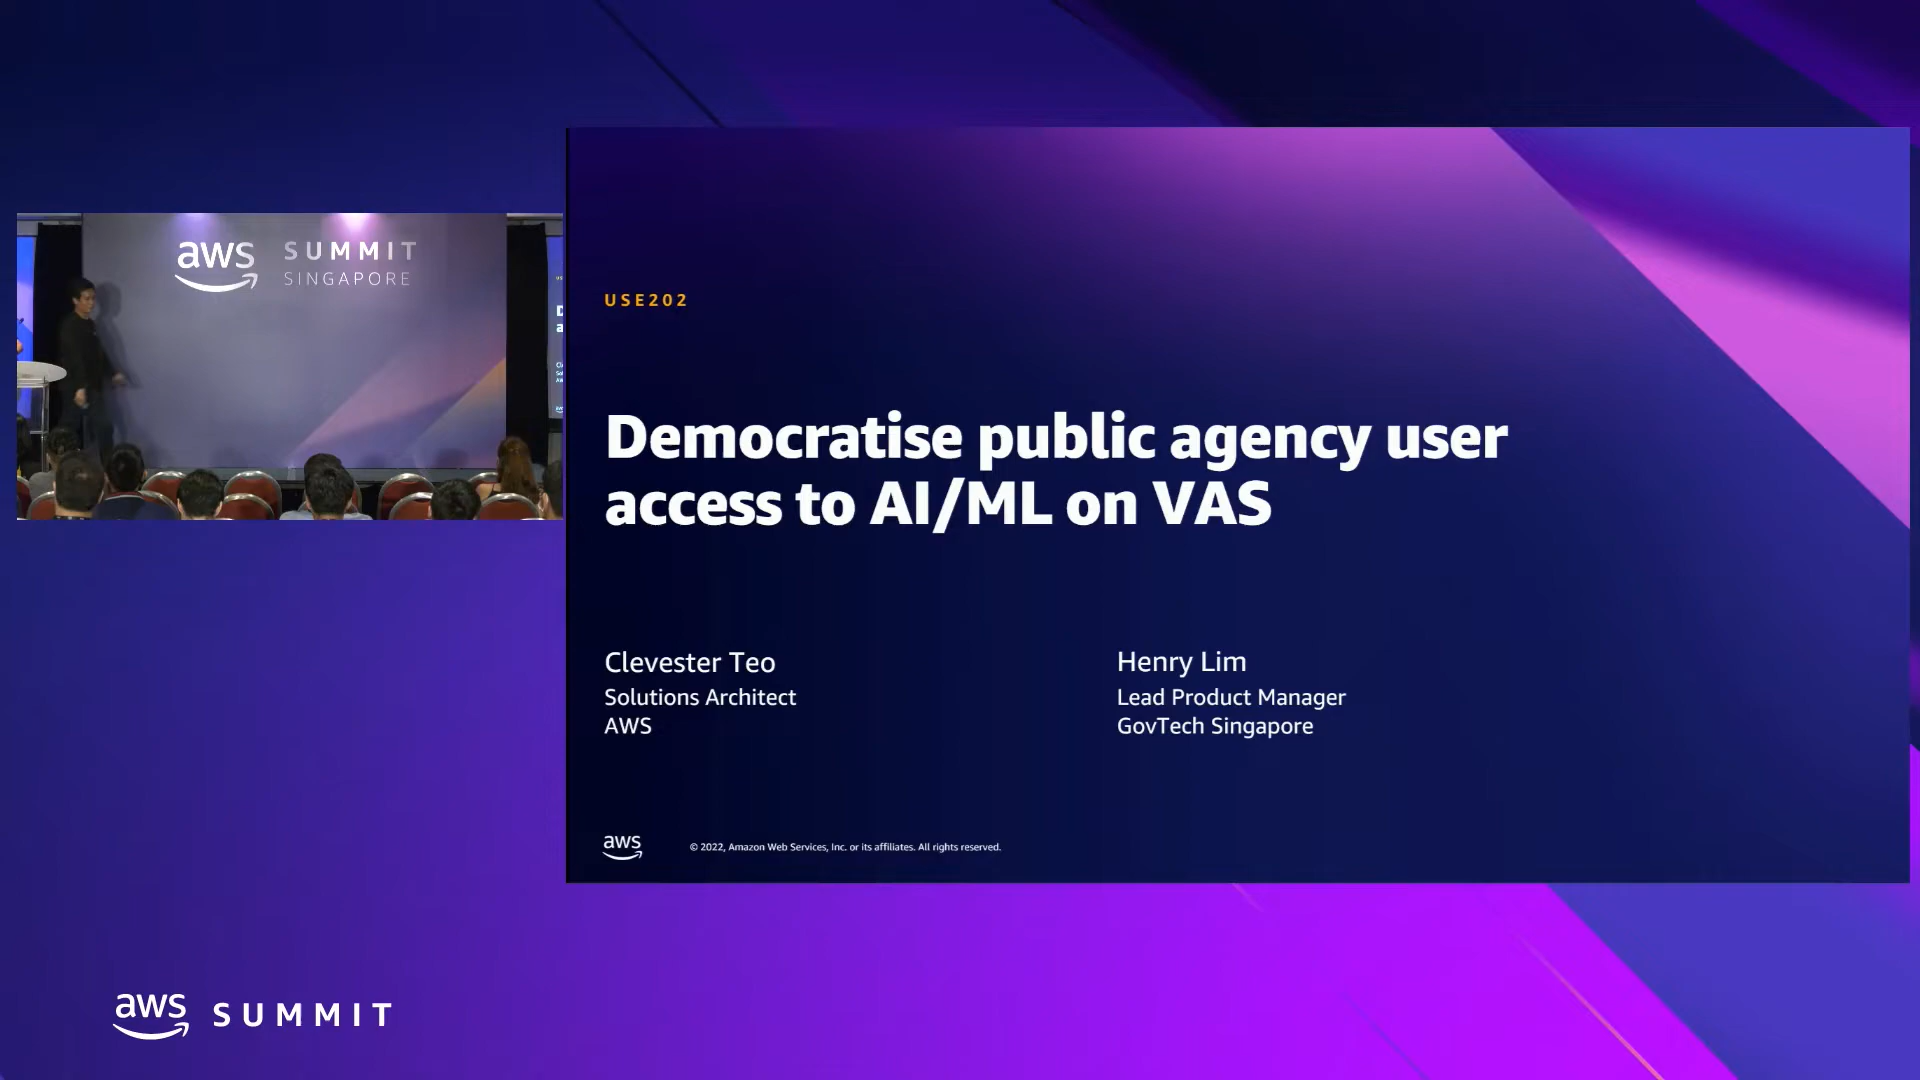 aws SUMMIT
SINGAPORE
USE202
Democratise public agency user
access to AI/ML on VAS
Clevester Teo
Solutions Architect
AWS
Henry Lim
Lead Product Manager
GovTech Singapore
aws
© 2022, Amazon Web Services, Inc. or its affiliates. All rights reserved.
aws SUMMIT